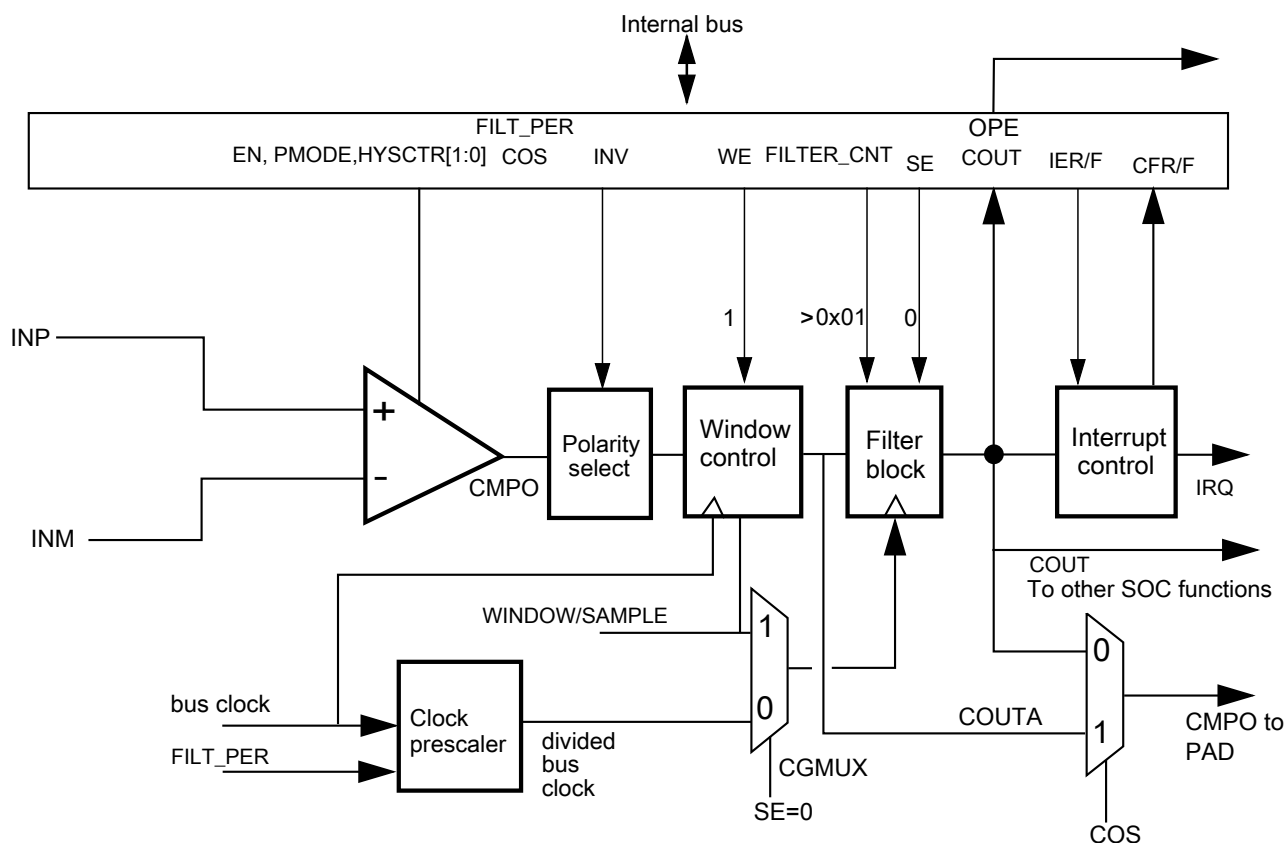 Internal bus
FILT_PER
OPE
EN, PMODE,HYSCTR[1:0]
COS
INV
WE
FILTER_CNT
SE
COUT
IER/F
CFR/F
1
>0x01
0
INP
+
-
INM
CMPO
Polarity
select
Window
control
Filter
block
Interrupt
control
IRQ
COUT
To other SOC functions
WINDOW/SAMPLE
1
0
bus clock
FILT_PER
Clock
prescaler
divided
bus
clock
CGMUX
SE=0
COUTA
0
1
CMPO to
PAD
COS